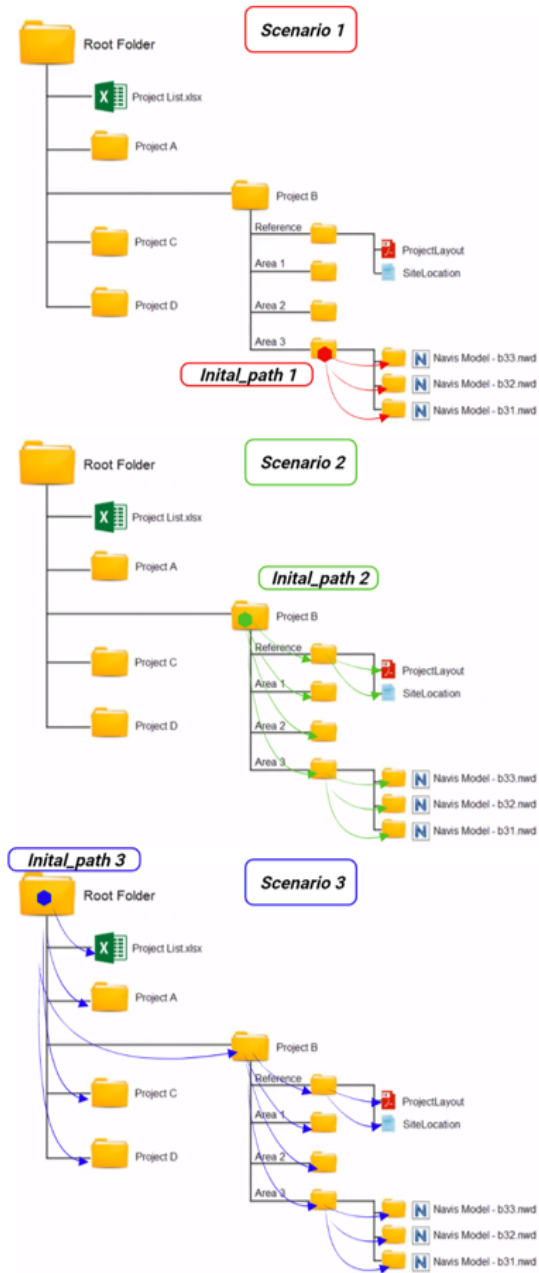 Scenario 1
Root Folder
Project List.xlsx
Project A
Project B
Reference
ProjectLayout
Project C
Area 1
SiteLocation
Area 2
Project D
Area 3
Inital_path 1
Navis Model - b33.nwd
Navis Model - b32.nwd
Navis Model - b31.nwd
Scenario 2
Root Folder
Project List.xlsx
Project A
Inital_path 2
Project B
Reference
ProjectLayout
Project C
Area 1
SiteLocation
Area 2
Project D
Area 3
Navis Model - b33.nwd
Navis Model - b32.nwd
Navis Model - b31.nwd
Inital_path 3
Scenario 3
Root Folder
Project List.xlsx
Project A
Project B
Reference
ProjectLayout
Project C
Area 1
SiteLocation
Area 2
Project D
Area 3
Navis Model - b33.nwd
Navis Model - b32.nwd
Navis Model - b31.nwd